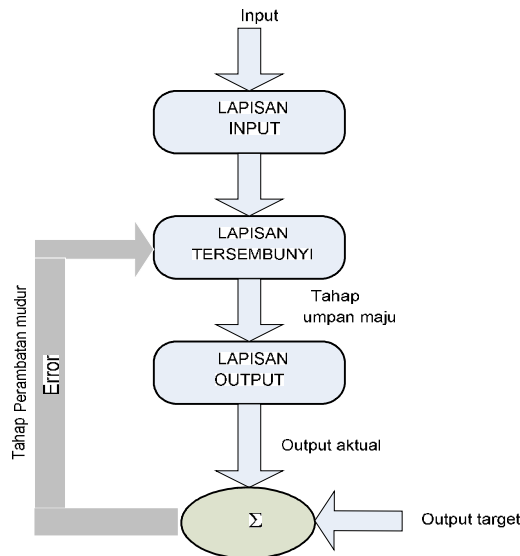 Input
LAPISAN
INPUT
LAPISAN
TERSEMBUNYI
Tahap
umpan maju
LAPISAN
OUTPUT
Tahap Perambatan mudur
Error
Output aktual
Σ
Output target